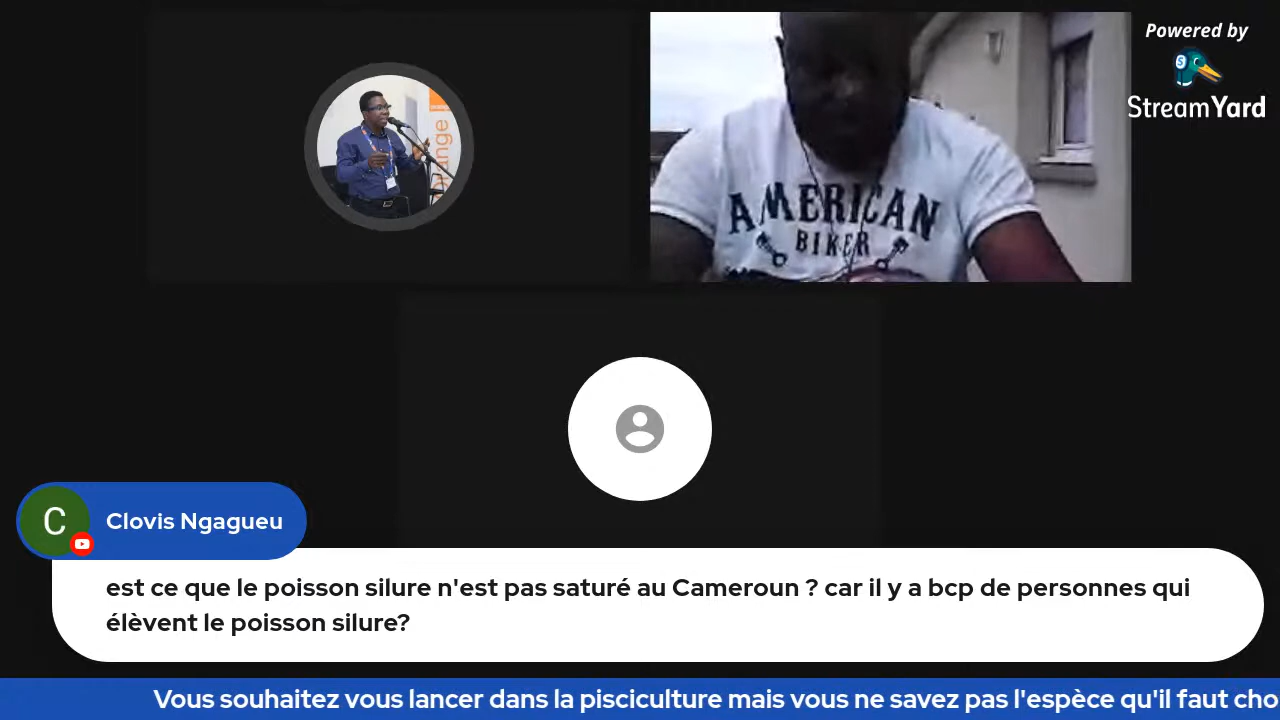 Powered by
StreamYard
orange
AMERICAN
BIKER
C
Clovis Ngagueu
est ce que le poisson silure n'est pas saturé au Cameroun ? car il y a bcp de personnes qui
élèvent le poisson silure?
Vous souhaitez vous lancer dans la pisciculture mais vous ne savez pas l'espèce qu'il faut cho